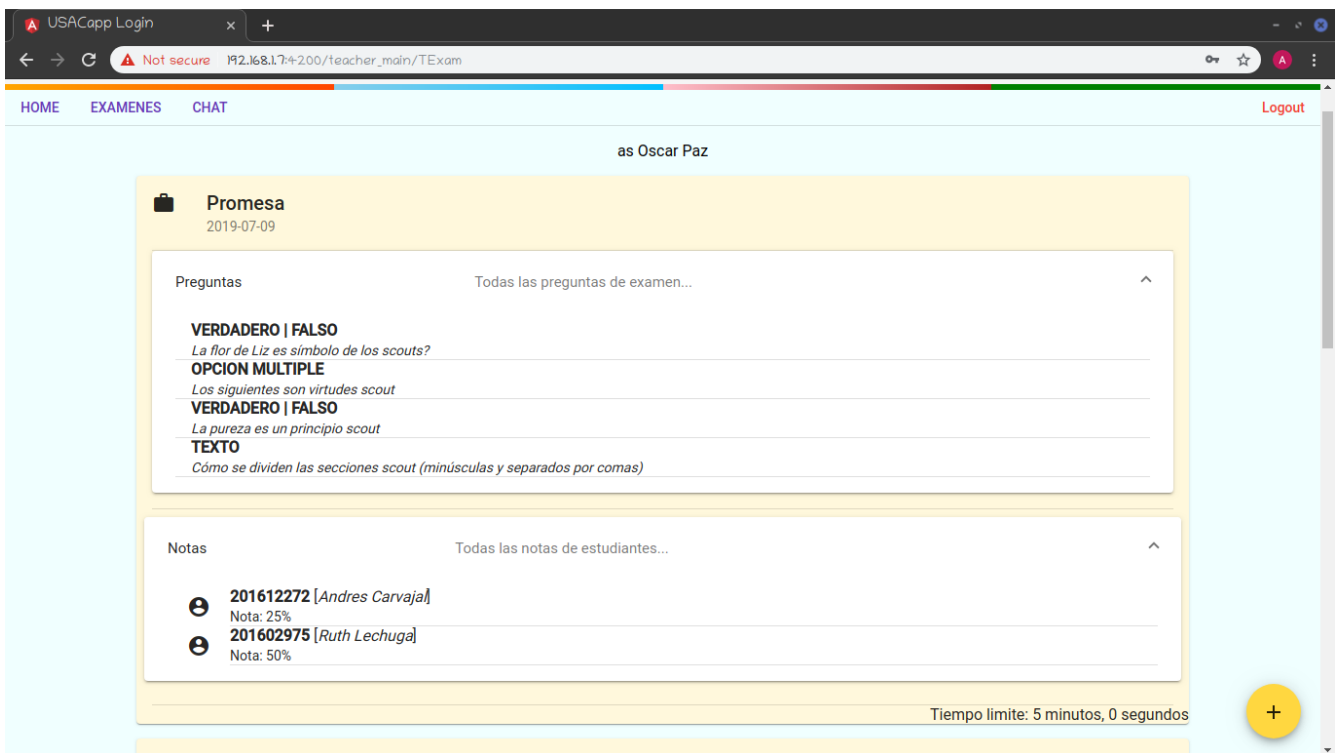 USACapp Login
Not secure 192.168.1.7:4200/teacher_main/TExam
A
HOME EXAMENES CHAT Logout
as Oscar Paz
Promesa
2019-07-09
Preguntas Todas las preguntas de examen...
VERDADERO | FALSO
La flor de Liz es símbolo de los scouts?
OPCION MULTIPLE
Los siguientes son virtudes scout
VERDADERO | FALSO
La pureza es un principio scout
TEXTO
Cómo se dividen las secciones scout (minúsculas y separados por comas)
Notas Todas las notas de estudiantes...
201612272 [Andres Carvajal]
Nota: 25%
201602975 [Ruth Lechuga]
Nota: 50%
Tiempo limite: 5 minutos, 0 segundos
+